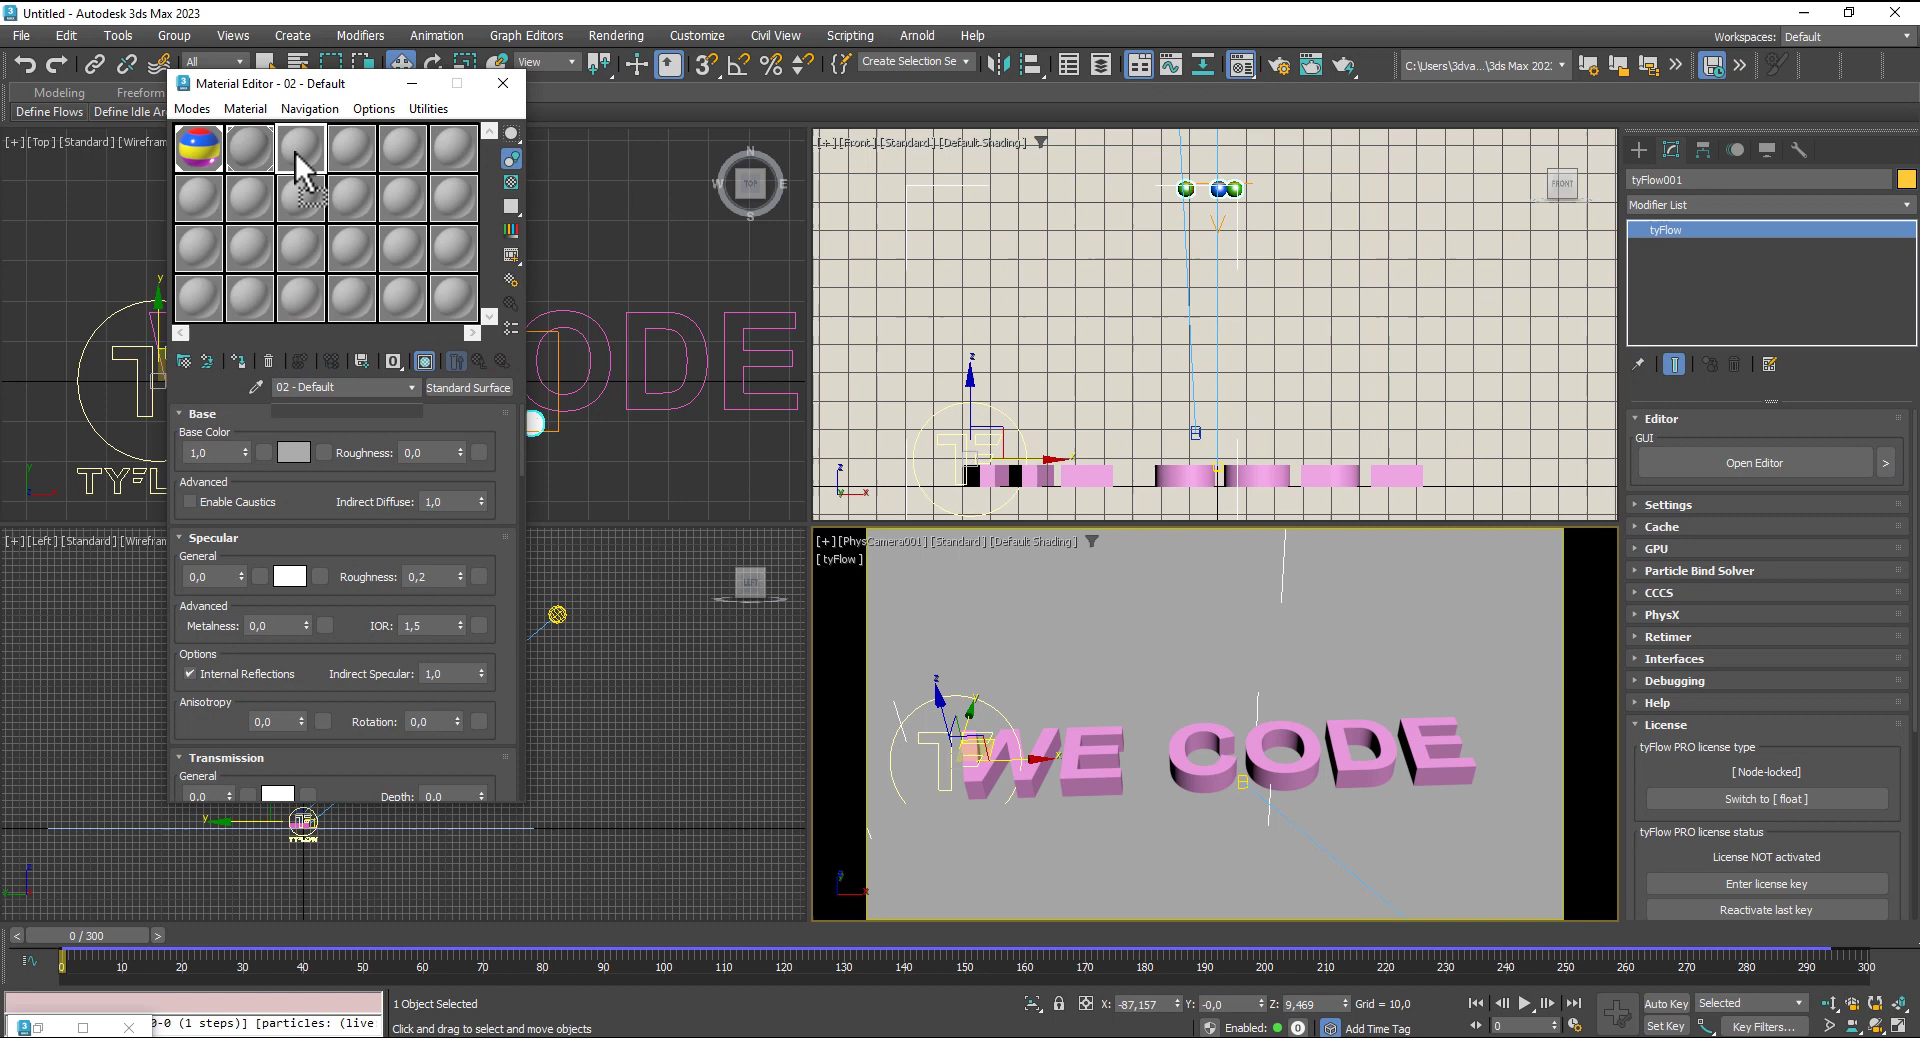 Untitled - Autodesk 3ds Max 2023
File Edit Tools Group Views Create Modifiers Animation Graph Editors Rendering Customize Civil View Scripting Arnold Help
Workspaces: Default
All
View
Create Selection Se
C:\Users\3dva...\3ds Max 202:
Modeling Freeform
Define Flows Define Idle Ar
Material Editor - 02 - Default
Modes Material Navigation Options Utilities
02 - Default Standard Surface
Base
Base Color
1,0 Roughness: 0,0
Advanced
Enable Caustics Indirect Diffuse: 1,0
Specular
General
0,0 Roughness: 0,2
Advanced
Metalness: 0,0 IOR: 1,5
Options
Internal Reflections Indirect Specular: 1,0
Anisotropy
0,0 Rotation: 0,0
Transmission
General
0,0 Depth: 0,0
[+] [Top] [Standard] [Wirefram
N
W TOP E
S
ODE
TYFL
[+] [Left] [Standard] [Wirefram
LEFT
TYFLOW
[+] [Front] [Standard] [Default Shading]
FRONT
[+] [PhysCamera001] [Standard] [Default Shading]
[ tyFlow ]
WE CODE
tyFlow001
Modifier List
tyFlow
Editor
GUI
Open Editor >
Settings
Cache
GPU
Particle Bind Solver
CCCS
PhysX
Retimer
Interfaces
Debugging
Help
License
tyFlow PRO license type
[ Node-locked]
Switch to [ float ]
tyFlow PRO license status
License NOT activated
Enter license key
Reactivate last key
< 0 / 300 >
0 10 20 30 40 50 60 70 80 90 100 110 120 130 140 150 160 170 180 190 200 210 220 230 240 250 260 270 280 290 300
0-0 (1 steps)] [particles: (live
1 Object Selected
Click and drag to select and move objects
X: -87,157 Y: -0,0 Z: 9,469 Grid = 10,0
Enabled: 0 Add Time Tag
0
Auto Key Selected
Set Key Key Filters...